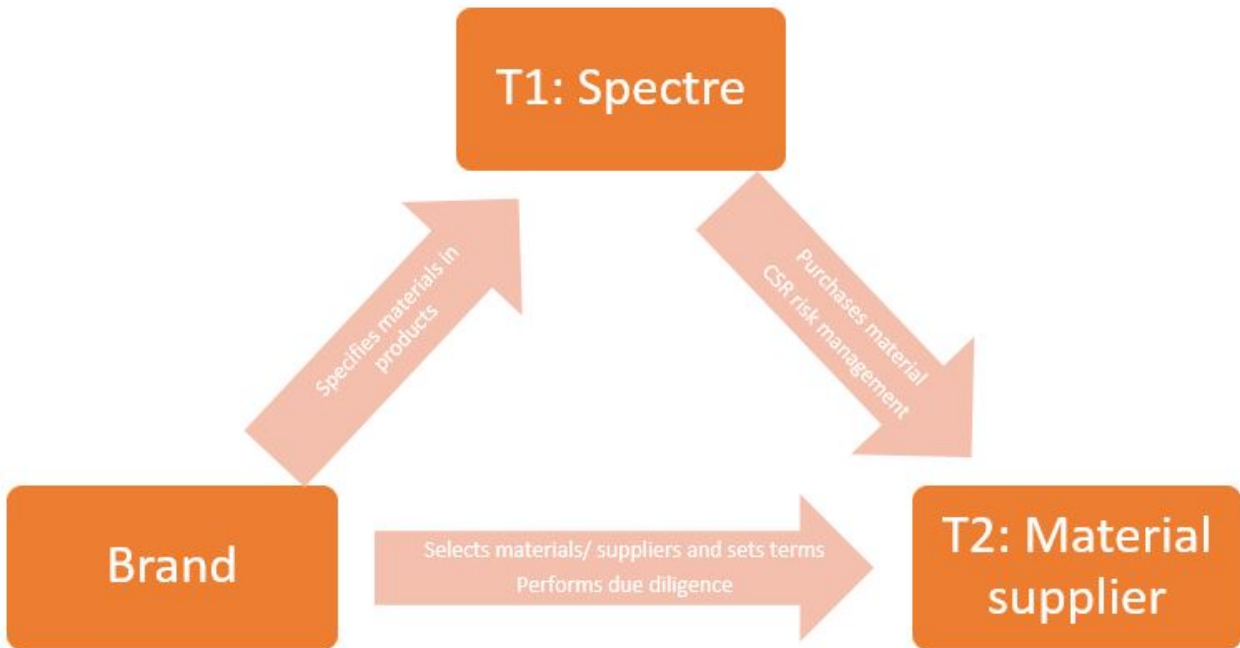 T1: Spectre
Specifies materials in
products
Purchases material
CSR risk management
Brand
Selects materials/ suppliers and sets terms
Performs due diligence
T2: Material
supplier